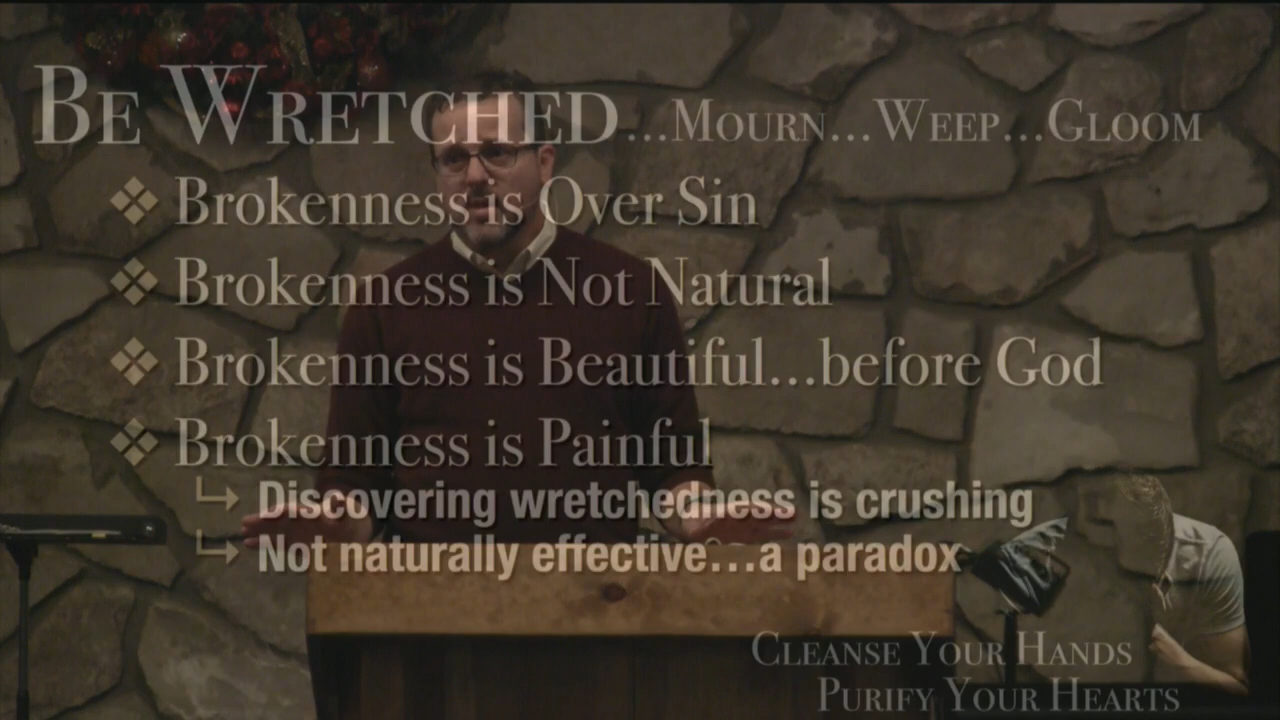 Be Wretched...Mourn...Weep...Gloom
Brokenness is Over Sin
Brokenness is Not Natural
Brokenness is Beautiful...before God
Brokenness is Painful
Discovering wretchedness is crushing
Not naturally effective...a paradox
Cleanse Your Hands
Purify Your Hearts